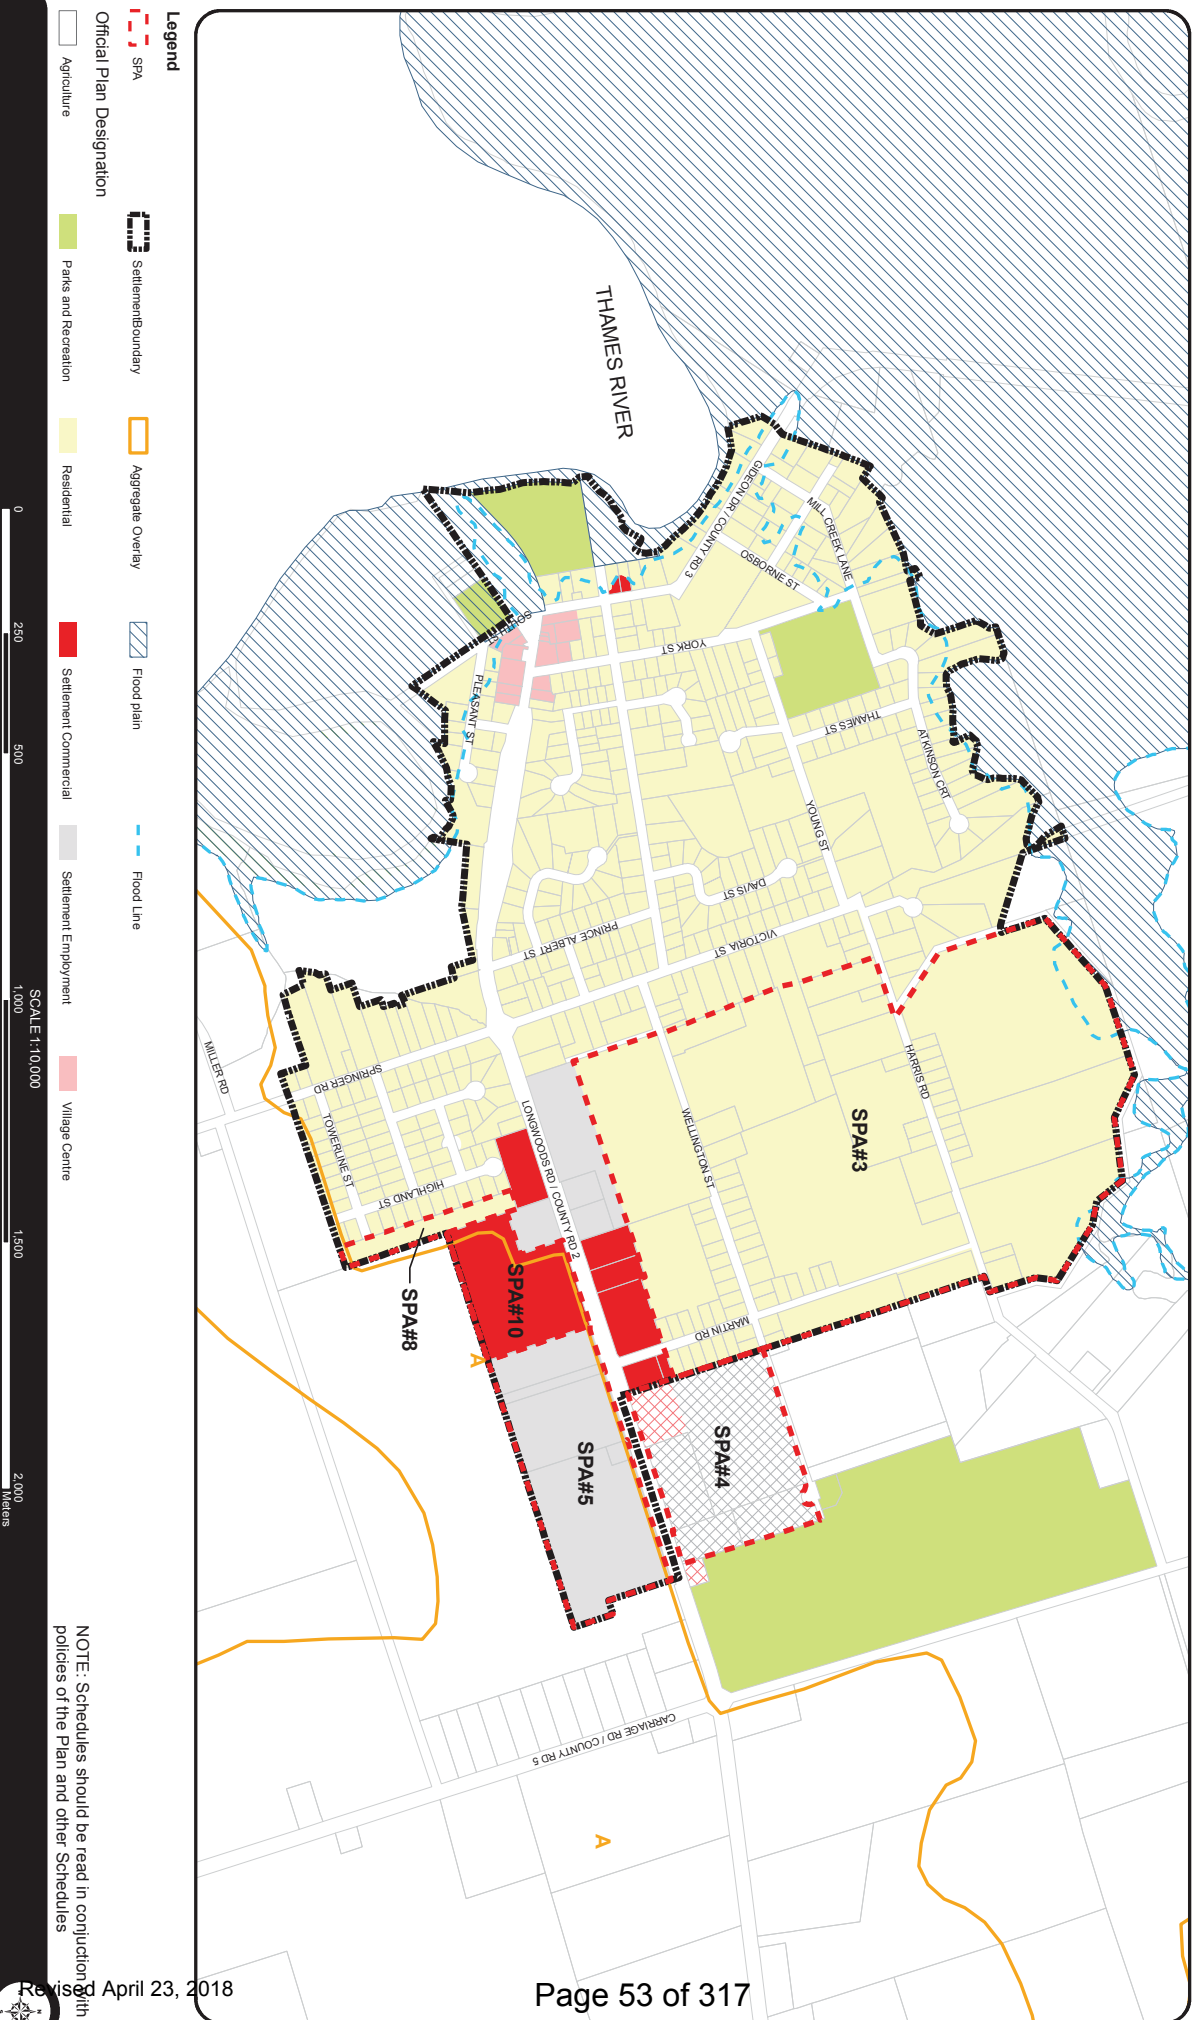 Legend
SPA
SettlementBoundary
Aggregate Overlay
Flood plain
Flood Line
Official Plan Designation
Agriculture
Parks and Recreation
Residential
Settlement Commercial
Settlement Employment
Village Centre
SCALE 1:10,000
0
250
500
1,000
1,500
2,000
Meters
NOTE: Schedules should be read in conjuction with
policies of the Plan and other Schedules
THAMES RIVER
GIDEON DR / COUNTY RD 3
MILL CREEK LANE
OSBORNE ST
YORK ST
THAMES ST
ATKINSON CRT
YOUNG ST
PLEASANT ST
DAVIS ST
VICTORIA ST
PRINCE ALBERT ST
HARRIS RD
SPA#3
WELLINGTON ST
LONGWOODS RD / COUNTY RD 2
SPRINGER RD
MILLER RD
TOWERLINE ST
HIGHLAND ST
SPA#8
SPA#10
MARTIN RD
SPA#4
SPA#5
A
CARRIAGE RD / COUNTY RD 5
A
Revised April 23, 2018
Page 53 of 317